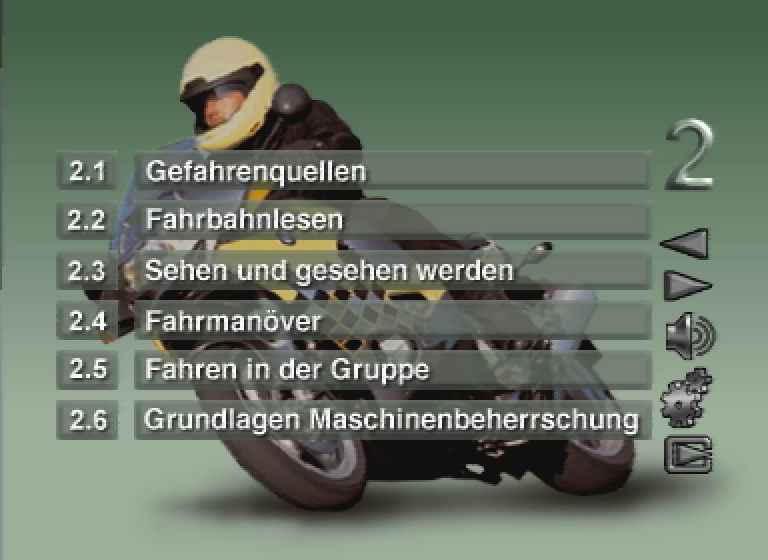 2
2.1 Gefahrenquellen
2.2 Fahrbahnlesen
2.3 Sehen und gesehen werden
2.4 Fahrmanöver
2.5 Fahren in der Gruppe
2.6 Grundlagen Maschinenbeherrschung